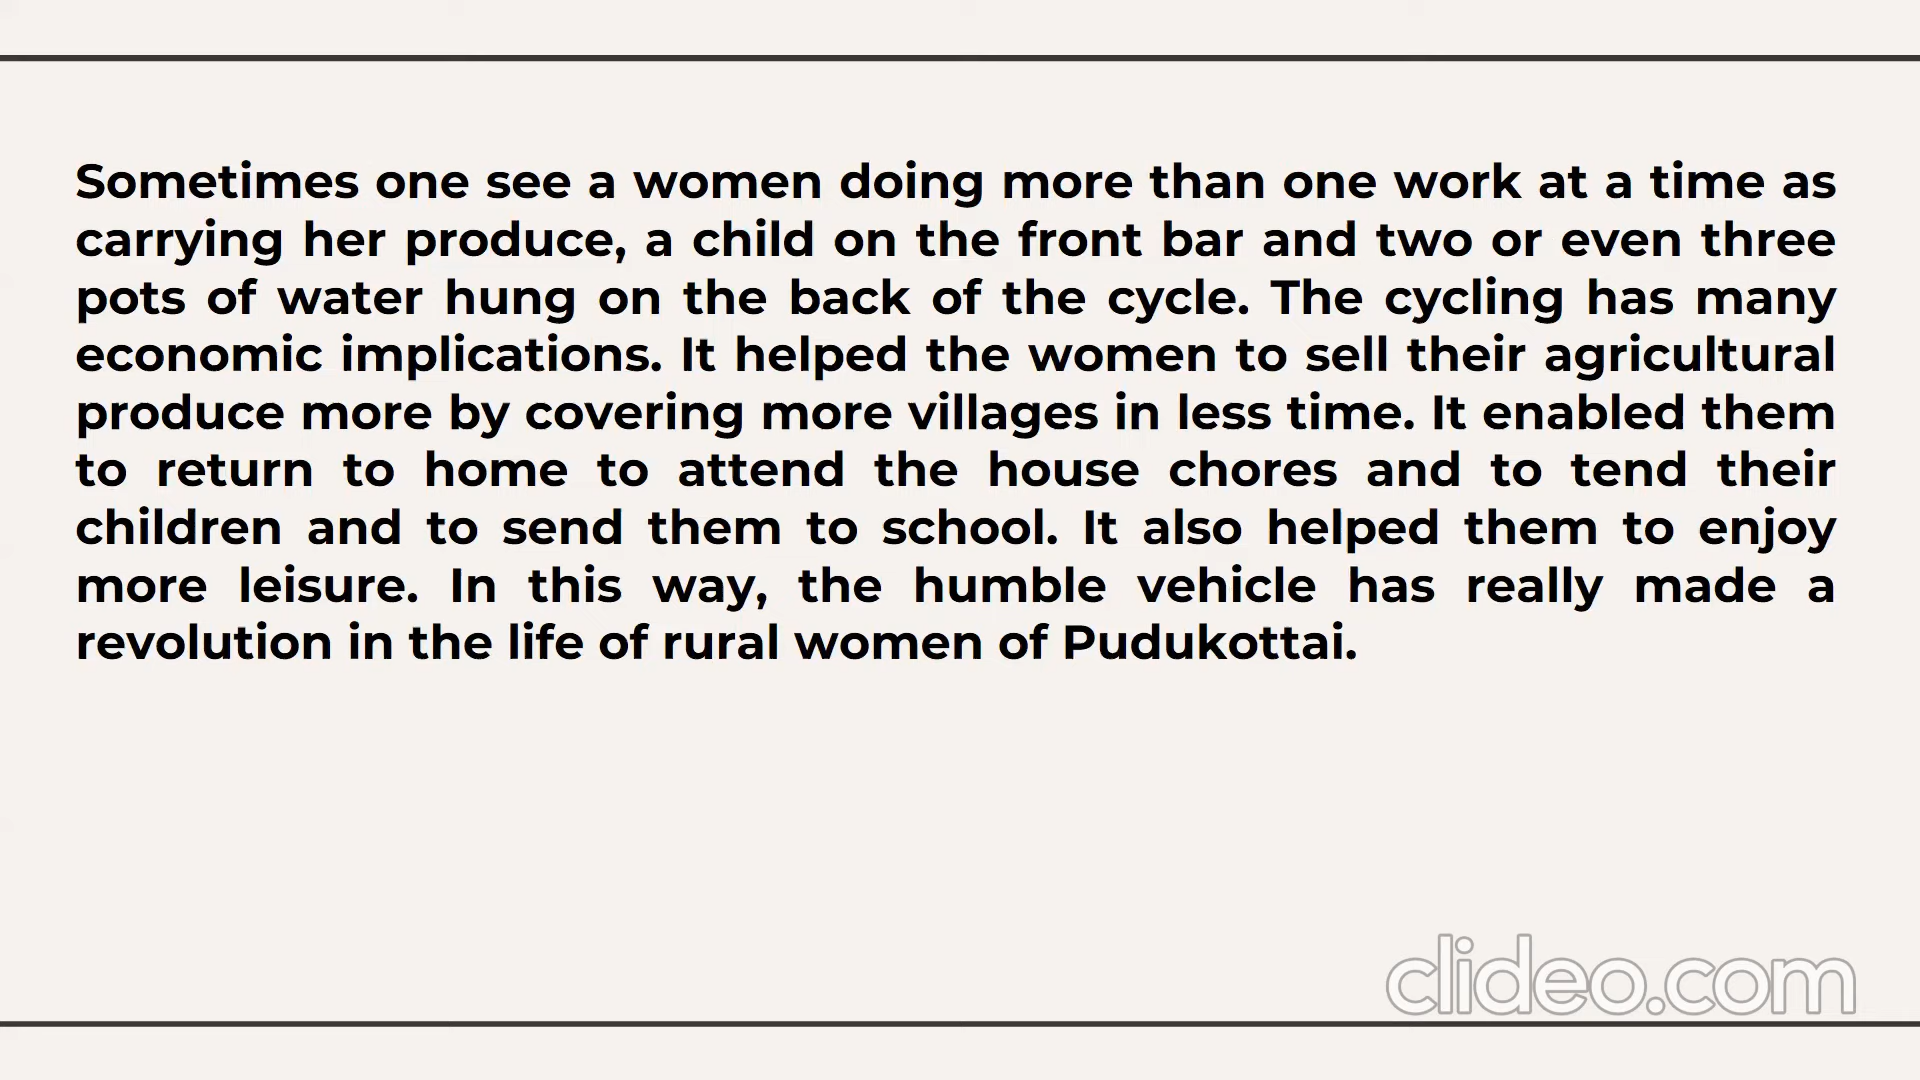 Sometimes one see a women doing more than one work at a time as
carrying her produce, a child on the front bar and two or even three
pots of water hung on the back of the cycle. The cycling has many
economic implications. It helped the women to sell their agricultural
produce more by covering more villages in less time. It enabled them
to return to home to attend the house chores and to tend their
children and to send them to school. It also helped them to enjoy
more leisure. In this way, the humble vehicle has really made a
revolution in the life of rural women of Pudukottai.
clideo.com